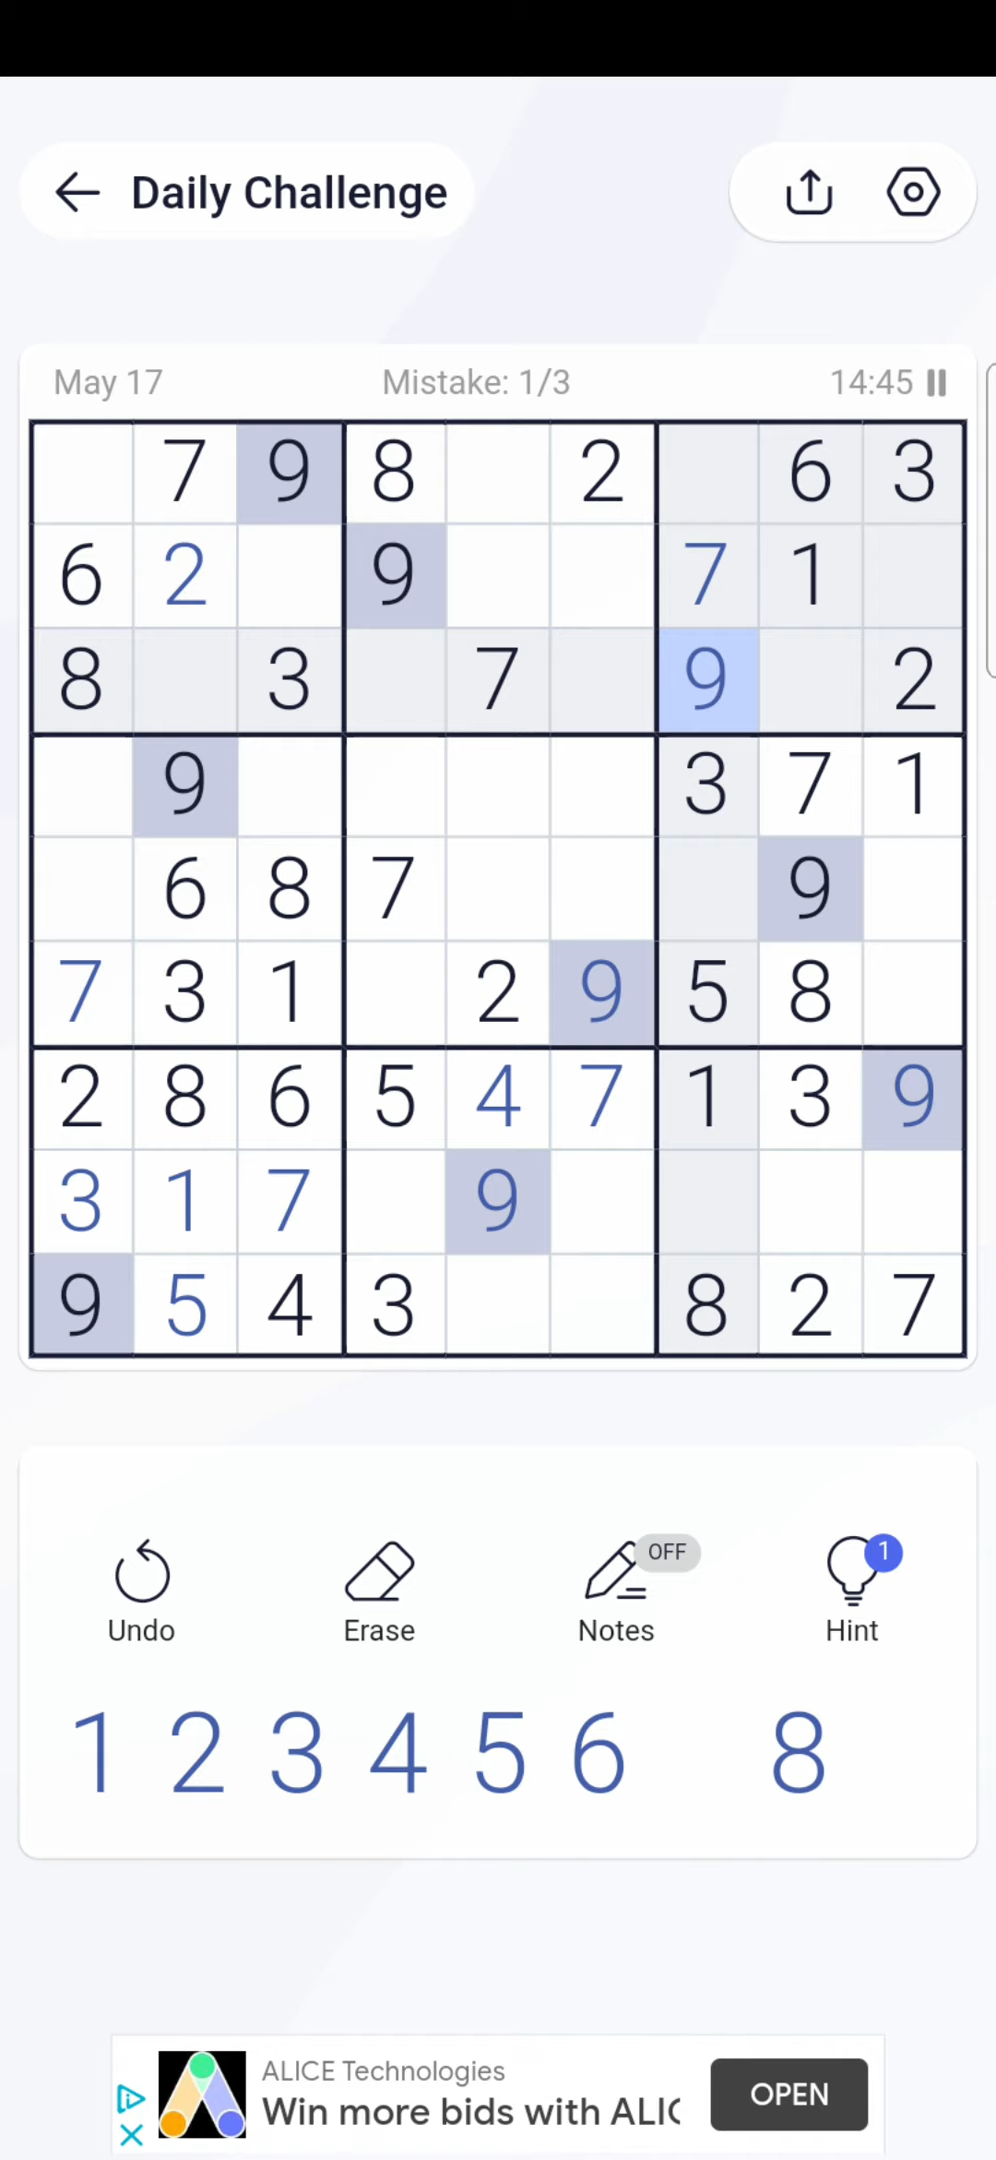 Daily Challenge
May 17 Mistake: 1/3 14:45
7 9 8 2 6 3
6 2 9 7 1
8 3 7 9 2
9 3 7 1
6 8 7 9
7 3 1 2 9 5 8
2 8 6 5 4 7 1 3 9
3 1 7 9
9 5 4 3 8 2 7
OFF 1
Undo Erase Notes Hint
1 2 3 4 5 6 8
ALICE Technologies
Win more bids with ALIC
OPEN